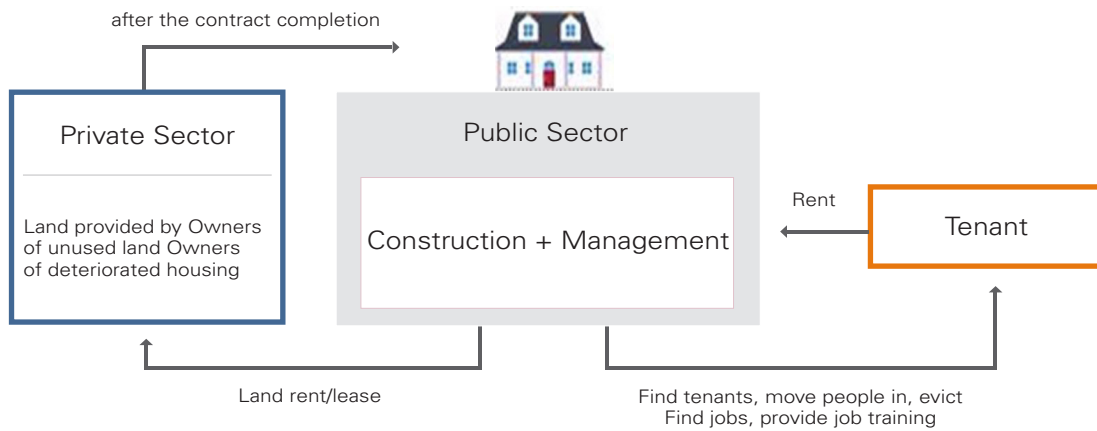 after the contract completion
Private Sector
Land provided by Owners
of unused land Owners
of deteriorated housing
Public Sector
Construction + Management
Rent
Tenant
Land rent/lease
Find tenants, move people in, evict
Find jobs, provide job training